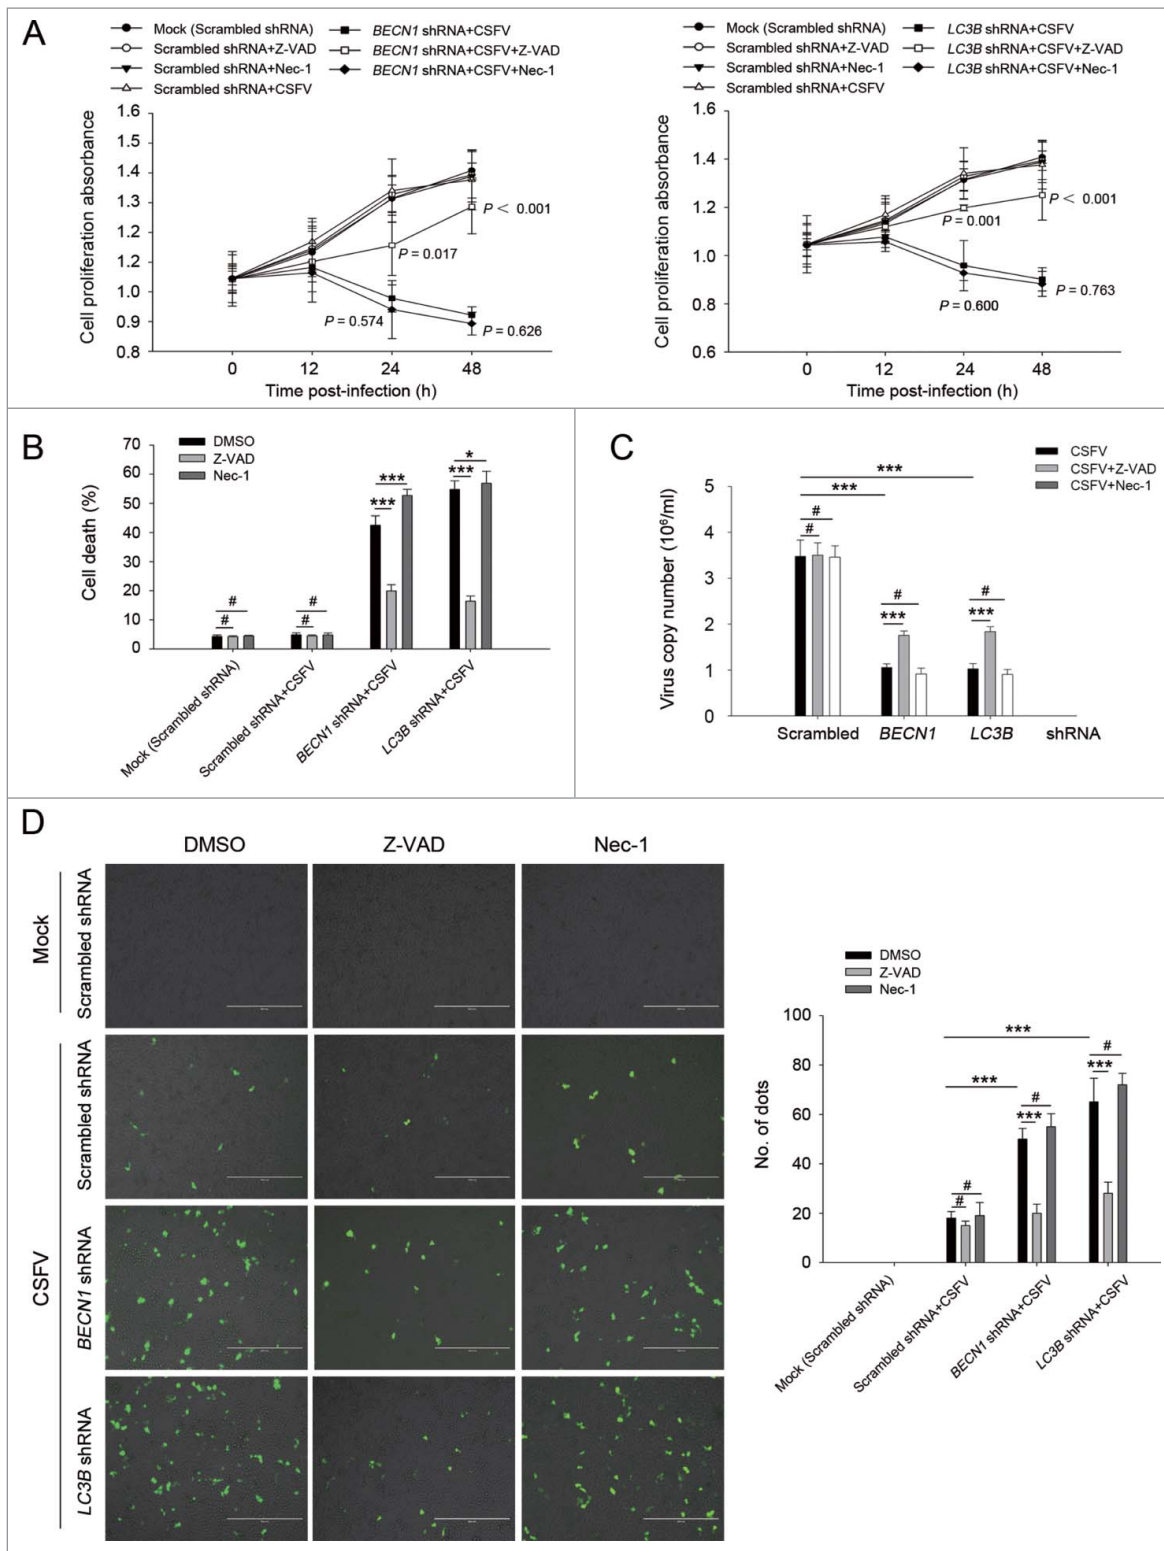 A
Mock (Scrambled shRNA)
Scrambled shRNA+Z-VAD
Scrambled shRNA+Nec-1
Scrambled shRNA+CSFV
BECN1 shRNA+CSFV
BECN1 shRNA+CSFV+Z-VAD
BECN1 shRNA+CSFV+Nec-1
Cell proliferation absorbance
1.6
1.5
1.4
1.3
1.2
1.2
1.0
0.9
0.8
P < 0.001
P = 0.017
P = 0.574
P = 0.626
0 12 24 48
Time post-infection (h)
Mock (Scrambled shRNA)
Scrambled shRNA+Z-VAD
Scrambled shRNA+Nec-1
Scrambled shRNA+CSFV
LC3B shRNA+CSFV
LC3B shRNA+CSFV+Z-VAD
LC3B shRNA+CSFV+Nec-1
Cell proliferation absorbance
1.6
1.4
1.2
1.0
0.8
0.6
P < 0.001
P = 0.001
P = 0.763
P = 0.600
0 12 24 48
Time post-infection (h)
B
DMSO
Z-VAD
Nec-1
Cell death (%)
70
60
50
40
30
20
10
0
# #
# #
*** ***
*** *
Mock (Scrambled shRNA)
Scrambled shRNA+CSFV
BECN1 shRNA+CSFV
LC3B shRNA+CSFV
C
CSFV
CSFV+Z-VAD
CSFV+Nec-1
Virus copy number (10⁶/ml)
5
4
3
2
1
0
***
***
# #
# ***
# ***
Scrambled BECN1 LC3B shRNA
D
DMSO Z-VAD Nec-1
Mock
Scrambled shRNA
CSFV
Scrambled shRNA
BECN1 shRNA
LC3B shRNA
DMSO
Z-VAD
Nec-1
No. of dots
100
80
60
40
20
0
***
***
# #
# ***
# ***
Mock (Scrambled shRNA)
Scrambled shRNA+CSFV
BECN1 shRNA+CSFV
LC3B shRNA+CSFV